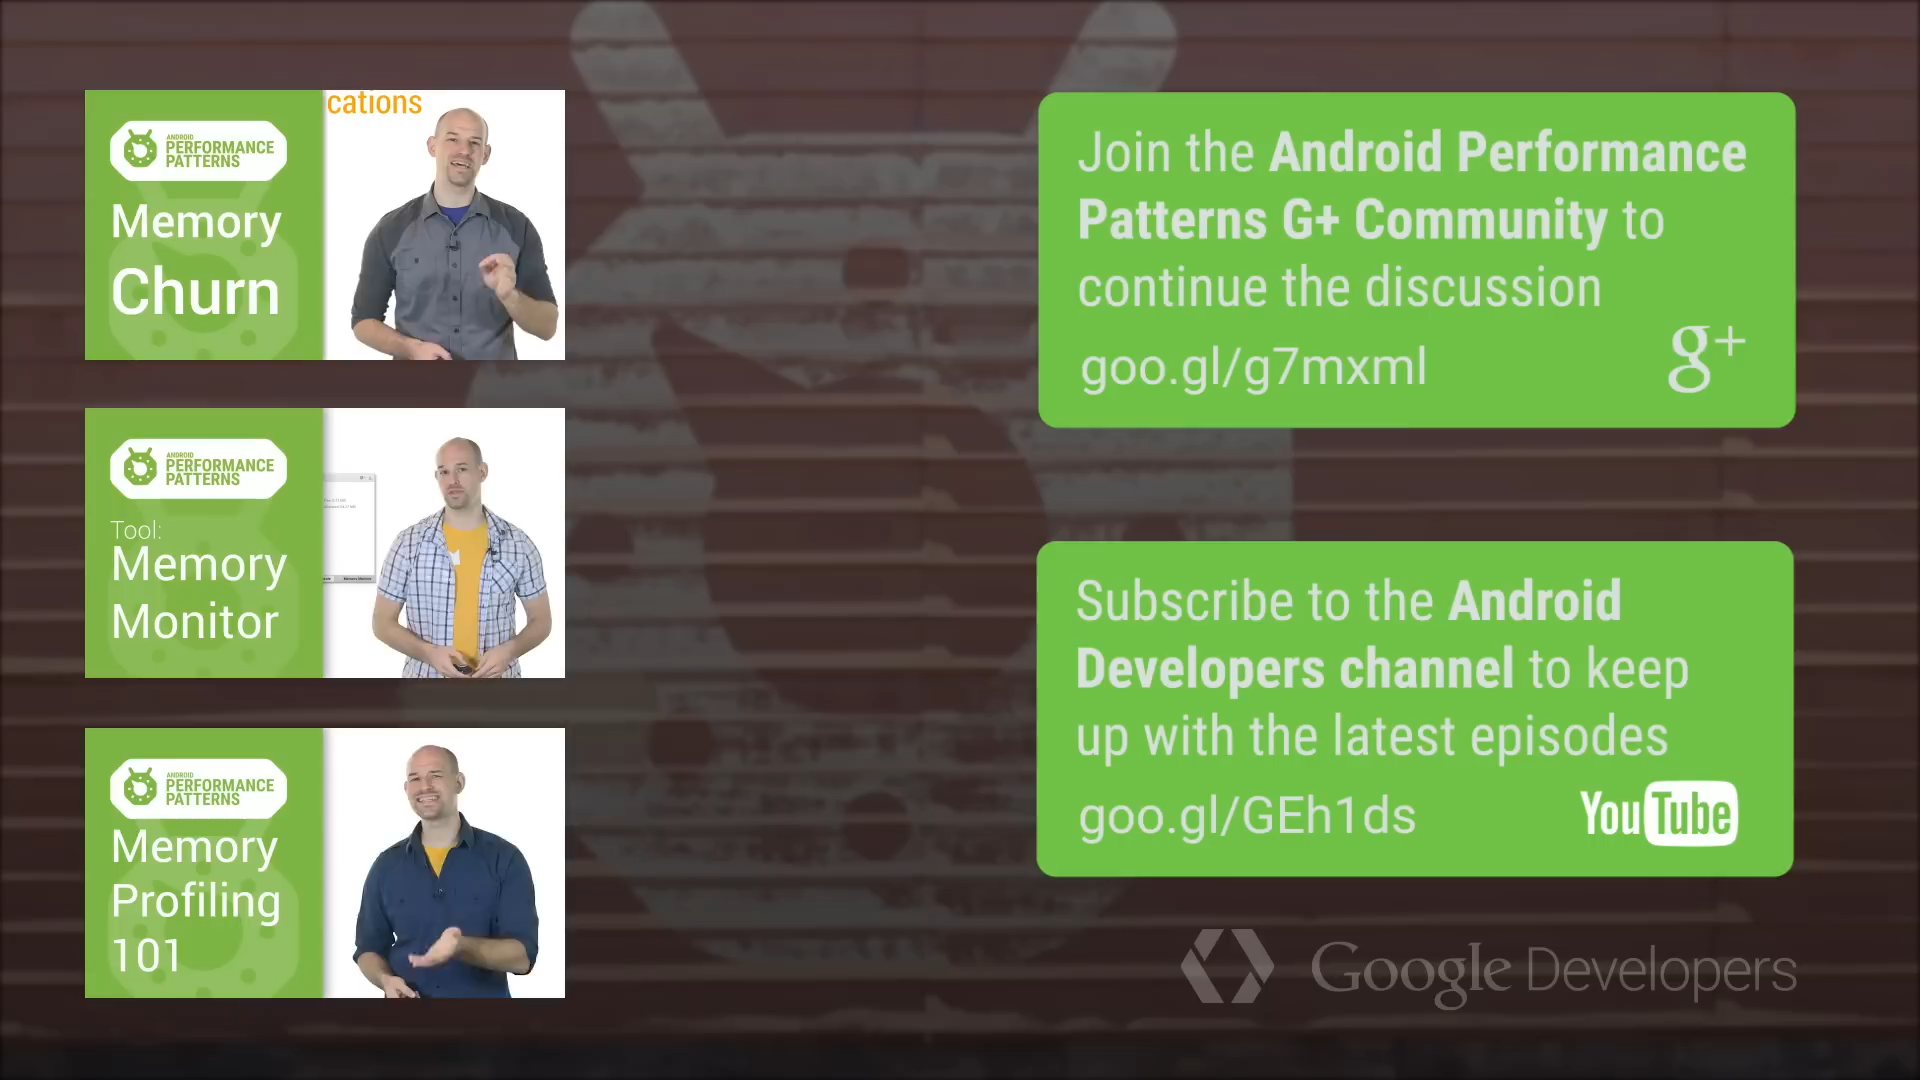 cations
ANDROID
PERFORMANCE
PATTERNS
Memory
Churn
ANDROID
PERFORMANCE
PATTERNS
Tool:
Memory
Monitor
ANDROID
PERFORMANCE
PATTERNS
Memory
Profiling
101
Join the Android Performance
Patterns G+ Community to
continue the discussion
goo.gl/g7mxml
g+
Subscribe to the Android
Developers channel to keep
up with the latest episodes
goo.gl/GEh1ds
YouTube
Google Developers